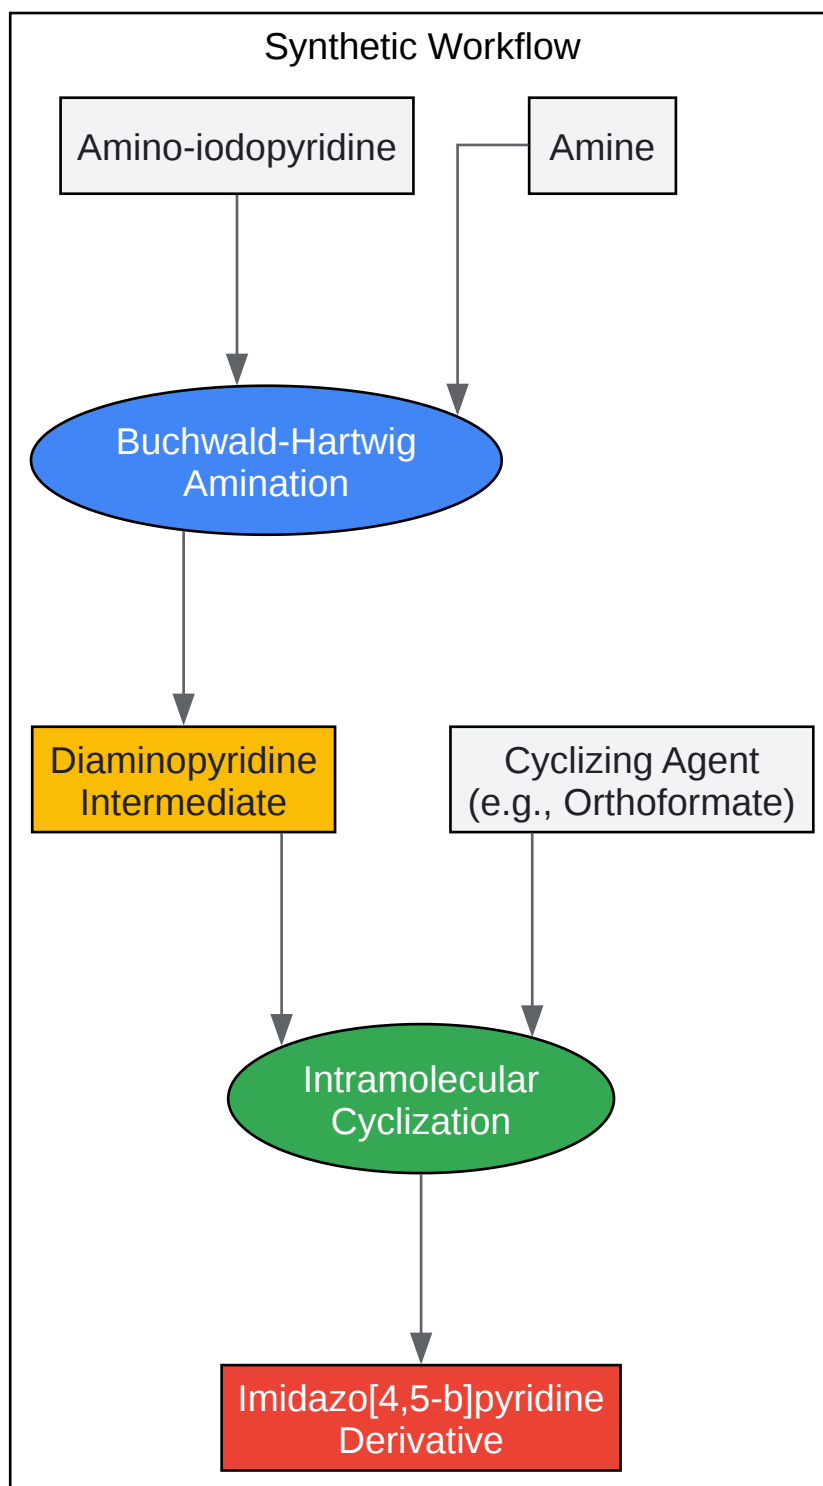 Synthetic Workflow
Amino-iodopyridine
Amine
Buchwald-Hartwig
Amination
Diaminopyridine
Intermediate
Cyclizing Agent
(e.g., Orthoformate)
Intramolecular
Cyclization
Imidazo[4,5-b]pyridine
Derivative